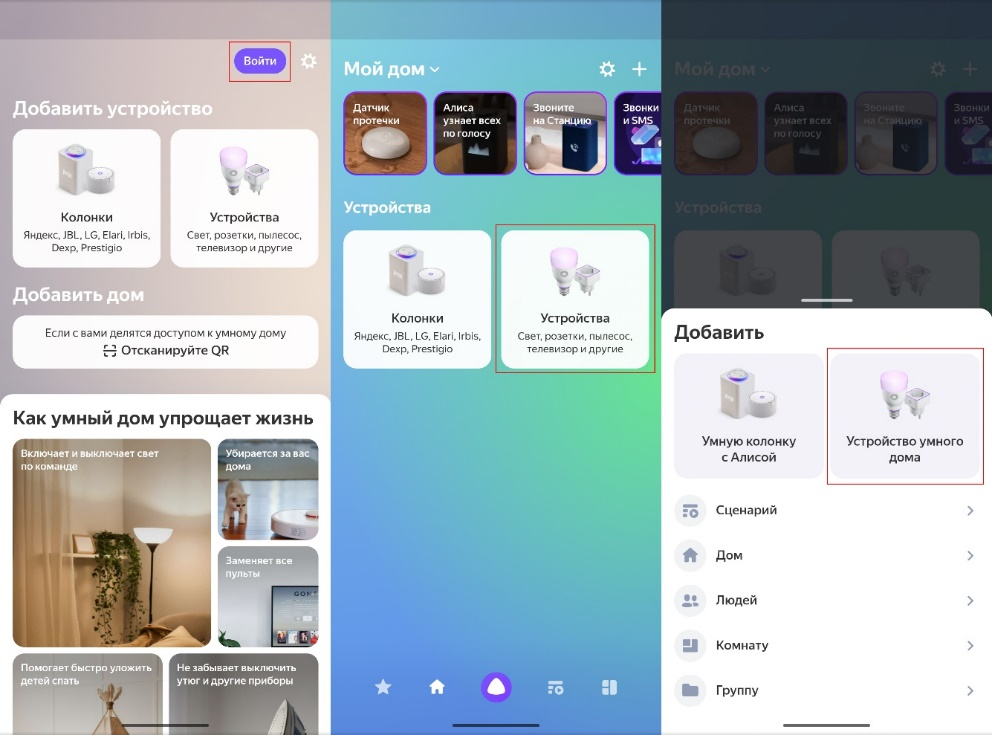 Войти
Добавить устройство
Колонки
Яндекс, JBL, LG, Elari, Irbis,
Dexp, Prestigio
Устройства
Свет, розетки, пылесос,
телевизор и другие
Добавить дом
Если с вами делятся доступом к умному дому
Отсканируйте QR
Как умный дом упрощает жизнь
Включает и выключает свет
по команде
Убирается за вас
дома
Заменяет все
пульты
Помогает быстро уложить
детей спать
Не забывает выключить
утюг и другие приборы
Мой дом
Датчик
протечки
Алиса
узнает всех
по голосу
Звоните
на Станцию
Звонки
и SMS
Устройства
Колонки
Яндекс, JBL, LG, Elari, Irbis,
Dexp, Prestigio
Устройства
Свет, розетки, пылесос,
телевизор и другие
Мой дом
Датчик
протечки
Алиса
узнает всех
по голосу
Звоните
на Станцию
Звонки
и SMS
Устройства
Добавить
Умную колонку
с Алисой
Устройство умного
дома
Сценарий
Дом
Людей
Комнату
Группу